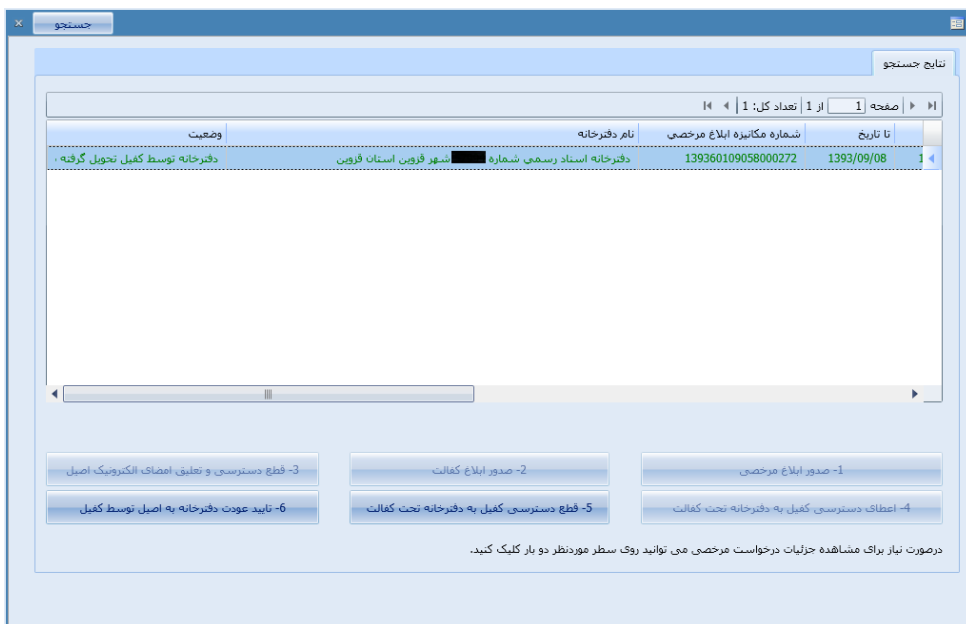 جستجو
نتایج جستجو
صفحه 1 از 1 تعداد کل: 1
تا تاریخ شماره مکانیزه ابلاغ مرخصی نام دفترخانه وضعیت
1 1393/09/08 139360109058000272 دفترخانه اسناد رسمی شماره شهر قزوین استان قزوین دفترخانه توسط کفیل تحویل گرفته
1- صدور ابلاغ مرخصی 2- صدور ابلاغ کفالت 3- قطع دسترسی و تعلیق امضای الکترونیک اصیل
4- اعطای دسترسی کفیل به دفترخانه تحت کفالت 5- قطع دسترسی کفیل به دفترخانه تحت کفالت 6- تایید عودت دفترخانه به اصیل توسط کفیل
درصورت نیاز برای مشاهده جزئیات درخواست مرخصی می توانید روی سطر موردنظر دو بار کلیک کنید.